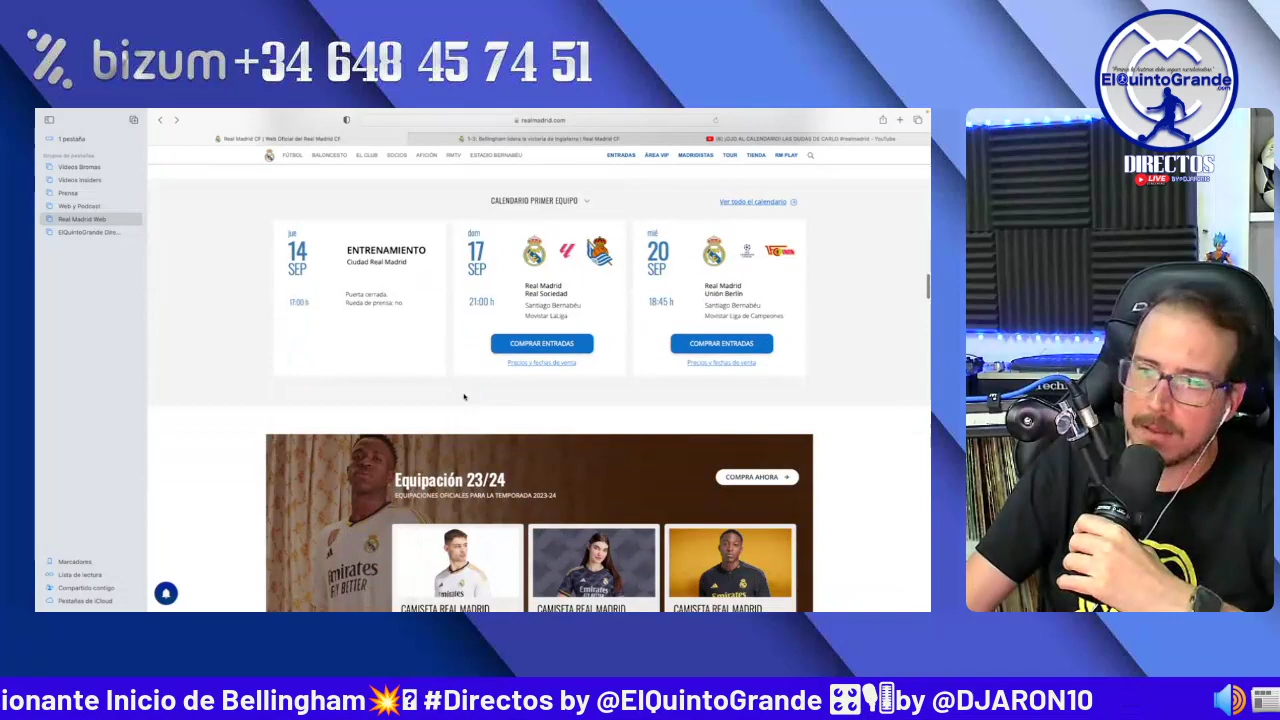 bizum +34 648 45 74 51
ElQuintoGrande
.com
DIRECTOS
LIVE BY@DJARON10
realmadrid.com
Real Madrid CF | Web Oficial del Real Madrid CF
1-3: Bellingham lidera la victoria de Inglaterra | Real Madrid CF
(6) ¡OJO AL CALENDARIO! LAS DUDAS DE CARLO #realmadrid - YouTube
1 pestaña
Grupos de pestañas
Vídeos Bromas
Vídeos Insiders
Prensa
Web y Podcast
Real Madrid Web
ElQuintoGrande Dire...
Marcadores
Lista de lectura
Compartido contigo
Pestañas de iCloud
FÚTBOL BALONCESTO EL CLUB SOCIOS AFICIÓN RMTV ESTADIO BERNABÉU ENTRADAS ÁREA VIP MADRIDISTAS TOUR TIENDA RM PLAY
CALENDARIO PRIMER EQUIPO
Ver todo el calendario
jue
14
SEP
17:00 h
ENTRENAMIENTO
Ciudad Real Madrid
Puerta cerrada.
Rueda de prensa: no.
dom
17
SEP
21:00 h
Real Madrid
Real Sociedad
Santiago Bernabéu
Movistar LaLiga
COMPRAR ENTRADAS
Precios y fechas de venta
mié
20
SEP
18:45 h
Real Madrid
Unión Berlín
Santiago Bernabéu
Movistar Liga de Campeones
COMPRAR ENTRADAS
Precios y fechas de venta
Equipación 23/24
EQUIPACIONES OFICIALES PARA LA TEMPORADA 2023-24
COMPRA AHORA
Emirates
FLY BETTER
CAMISETA REAL MADRID
CAMISETA REAL MADRID
CAMISETA REAL MADRID
ionante Inicio de Bellingham💥 #Directos by @ElQuintoGrande 🎛🎙🎚by @DJARON10